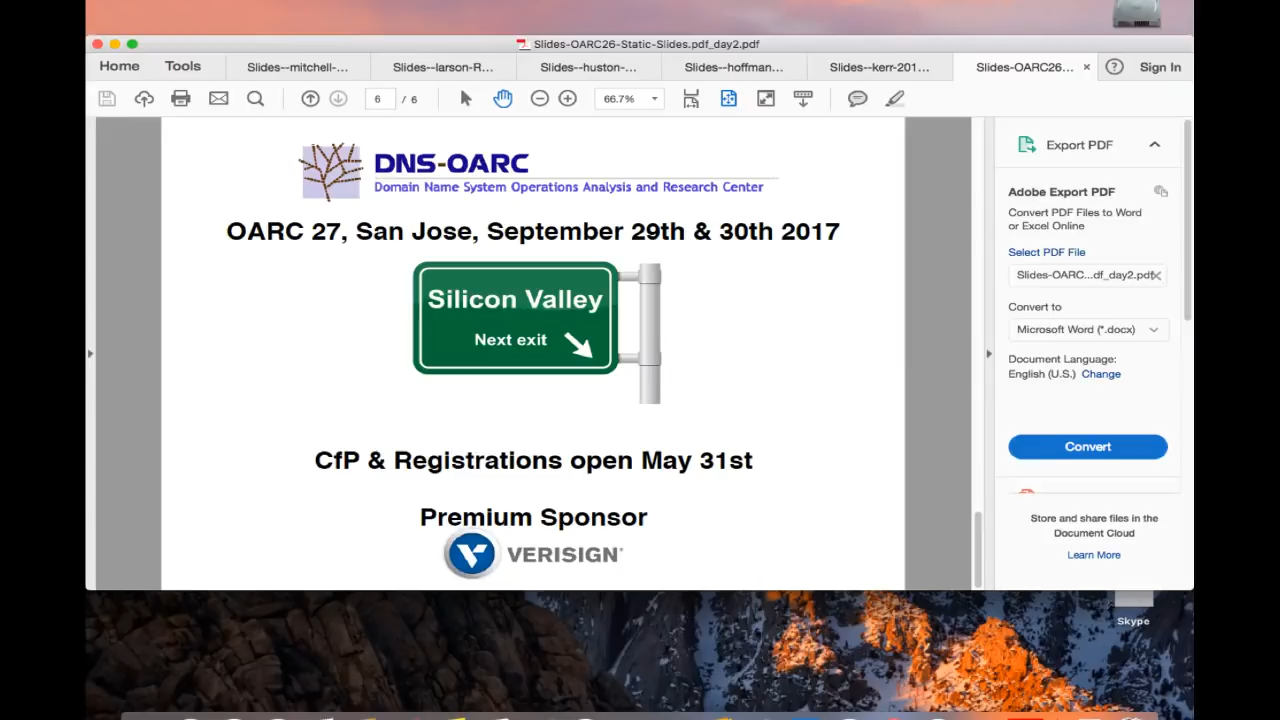 Slides-OARC26-Static-Slides.pdf_day2.pdf
Home Tools Slides--mitchell-... Slides--larson-R... Slides--huston-... Slides--hoffman... Slides--kerr-201... Slides-OARC26... × ? Sign In
6 / 6 66.7%
DNS-OARC
Domain Name System Operations Analysis and Research Center
OARC 27, San Jose, September 29th & 30th 2017
Silicon Valley
Next exit
CfP & Registrations open May 31st
Premium Sponsor
VERISIGN
Export PDF
Adobe Export PDF
Convert PDF Files to Word
or Excel Online
Select PDF File
Slides-OARC...df_day2.pdf
Convert to
Microsoft Word (*.docx)
Document Language:
English (U.S.) Change
Convert
Store and share files in the
Document Cloud
Learn More
Skype